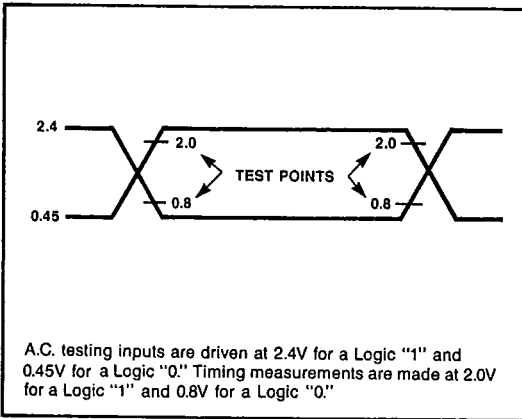 2.4
2.0
2.0
TEST POINTS
0.8
0.8
0.45
A.C. testing inputs are driven at 2.4V for a Logic "1" and
0.45V for a Logic "0." Timing measurements are made at 2.0V
for a Logic "1" and 0.8V for a Logic "0."